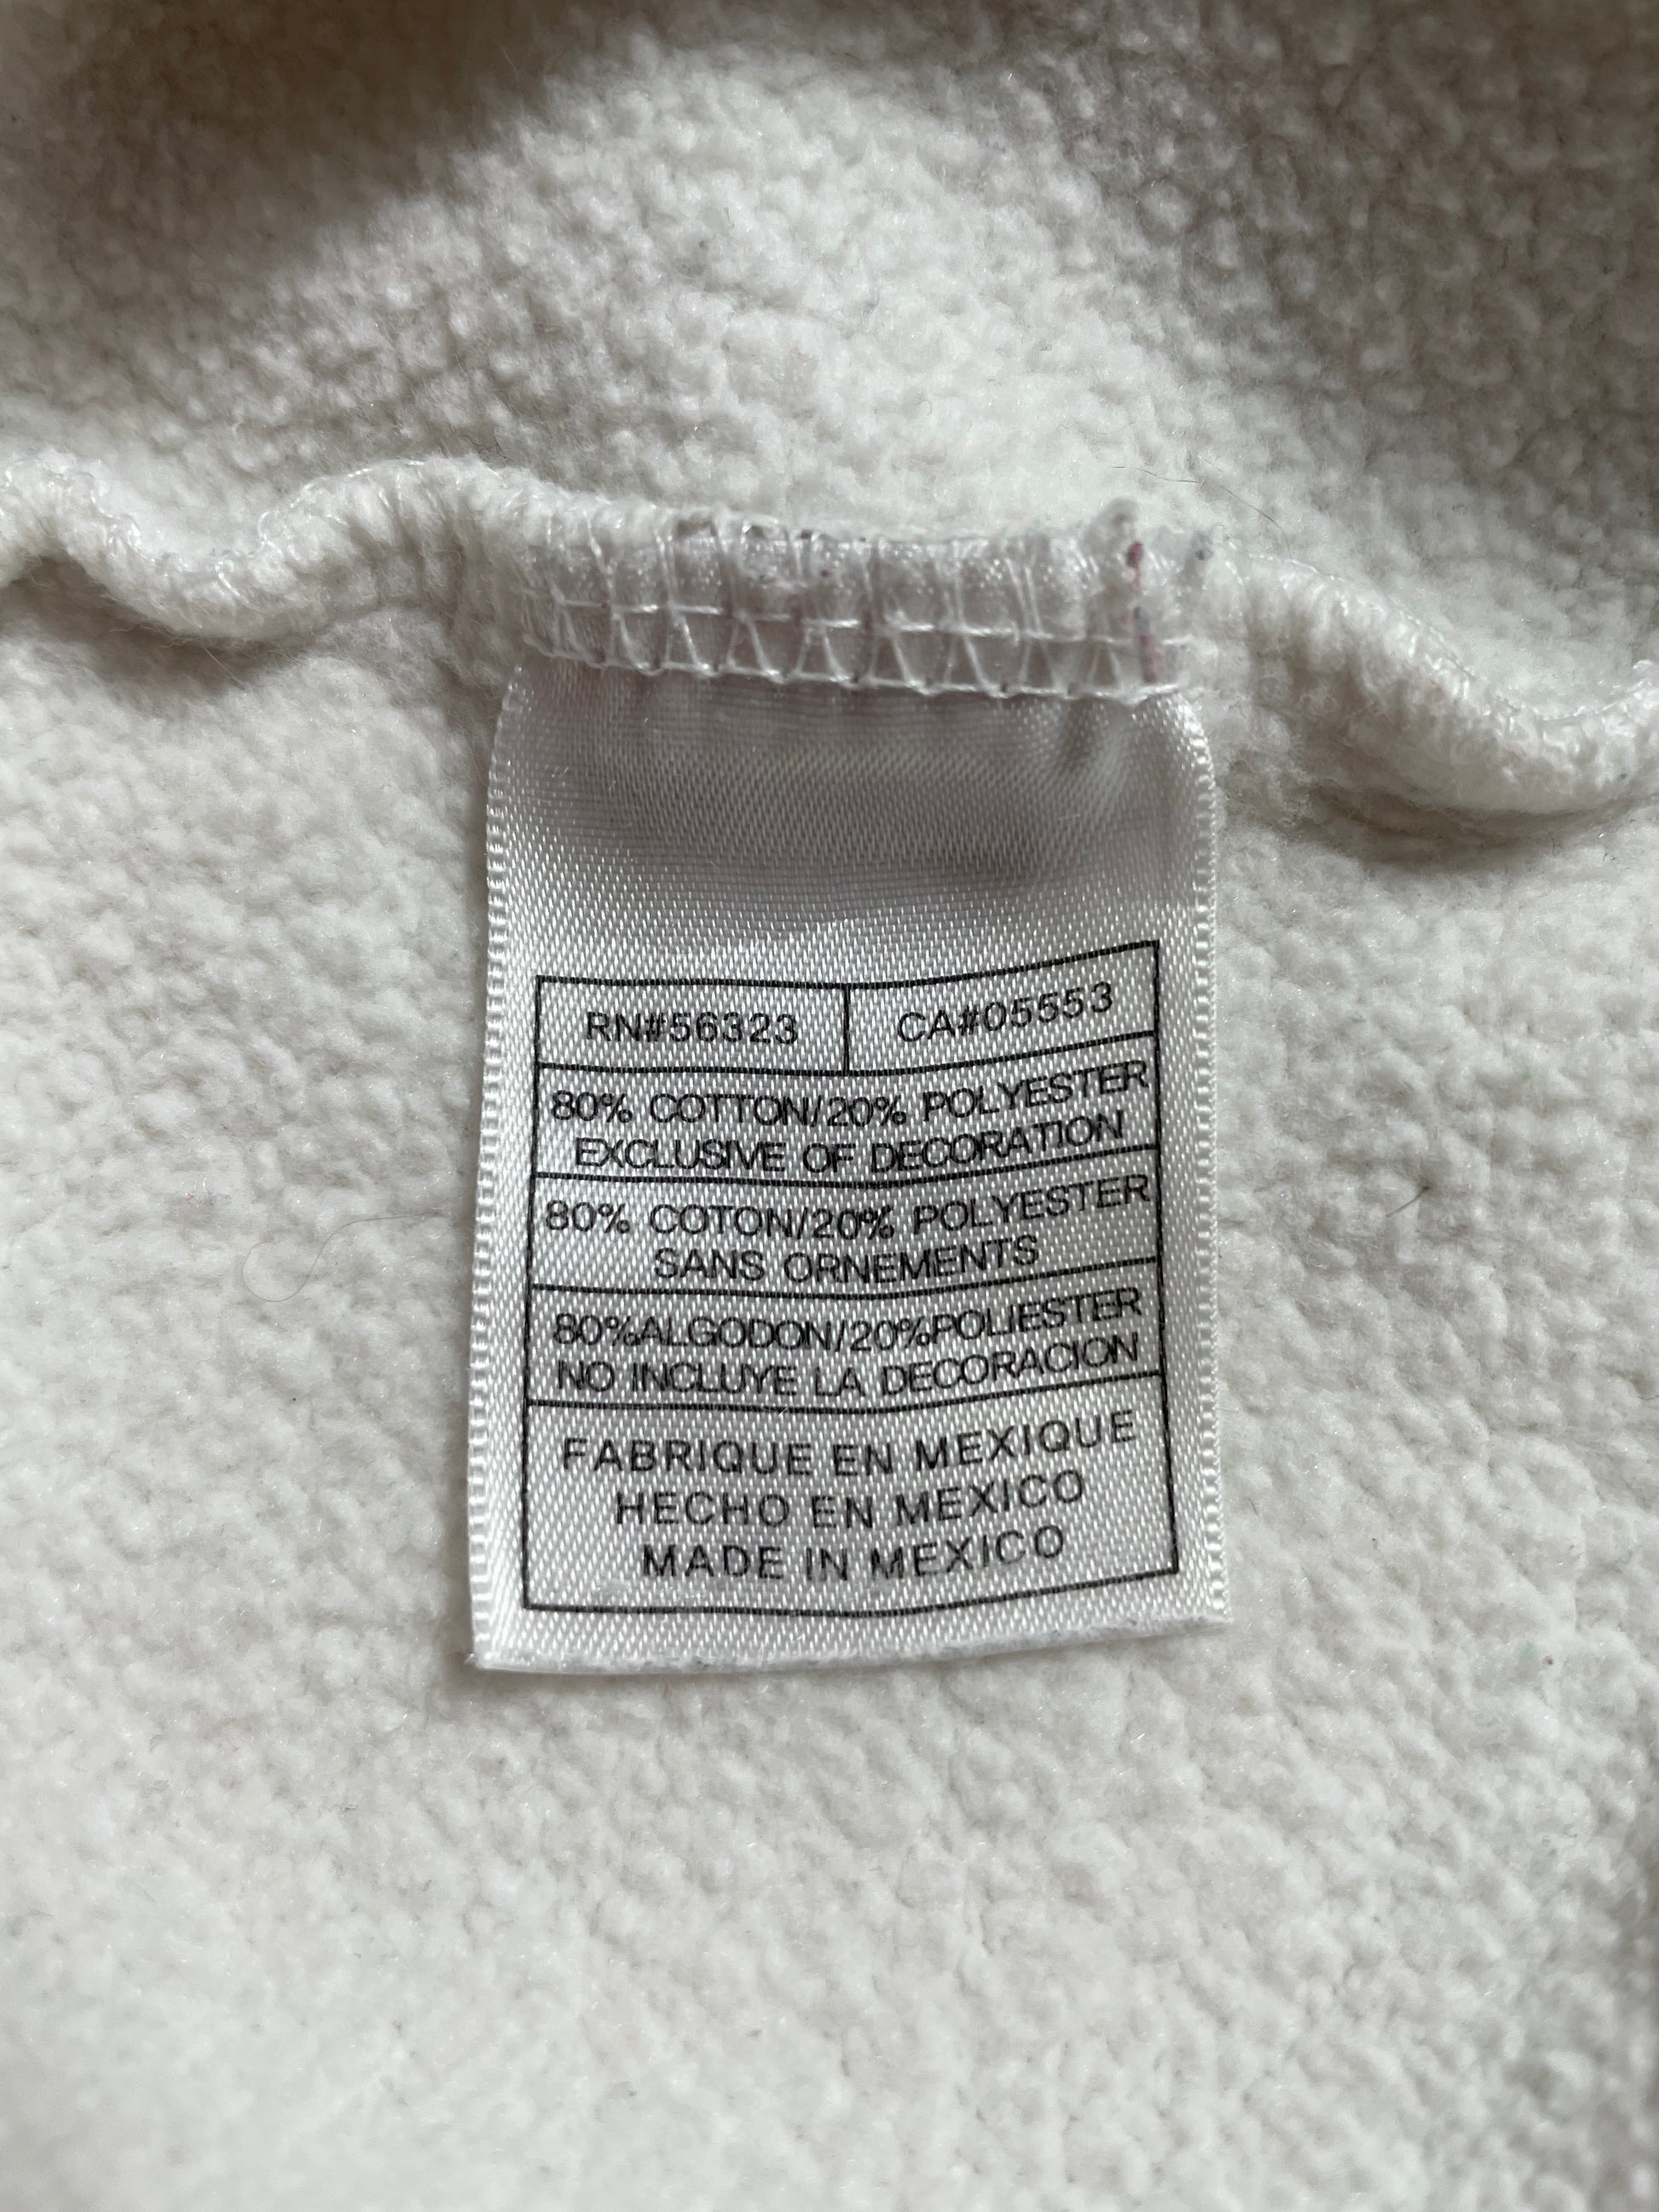 RN#56323 CA#05553
80% COTTON/20% POLYESTER
EXCLUSIVE OF DECORATION
80% COTON/20% POLYESTER
SANS ORNEMENTS
80%ALGODON/20%POLIESTER
NO INCLUYE LA DECORACION
FABRIQUE EN MEXIQUE
HECHO EN MEXICO
MADE IN MEXICO